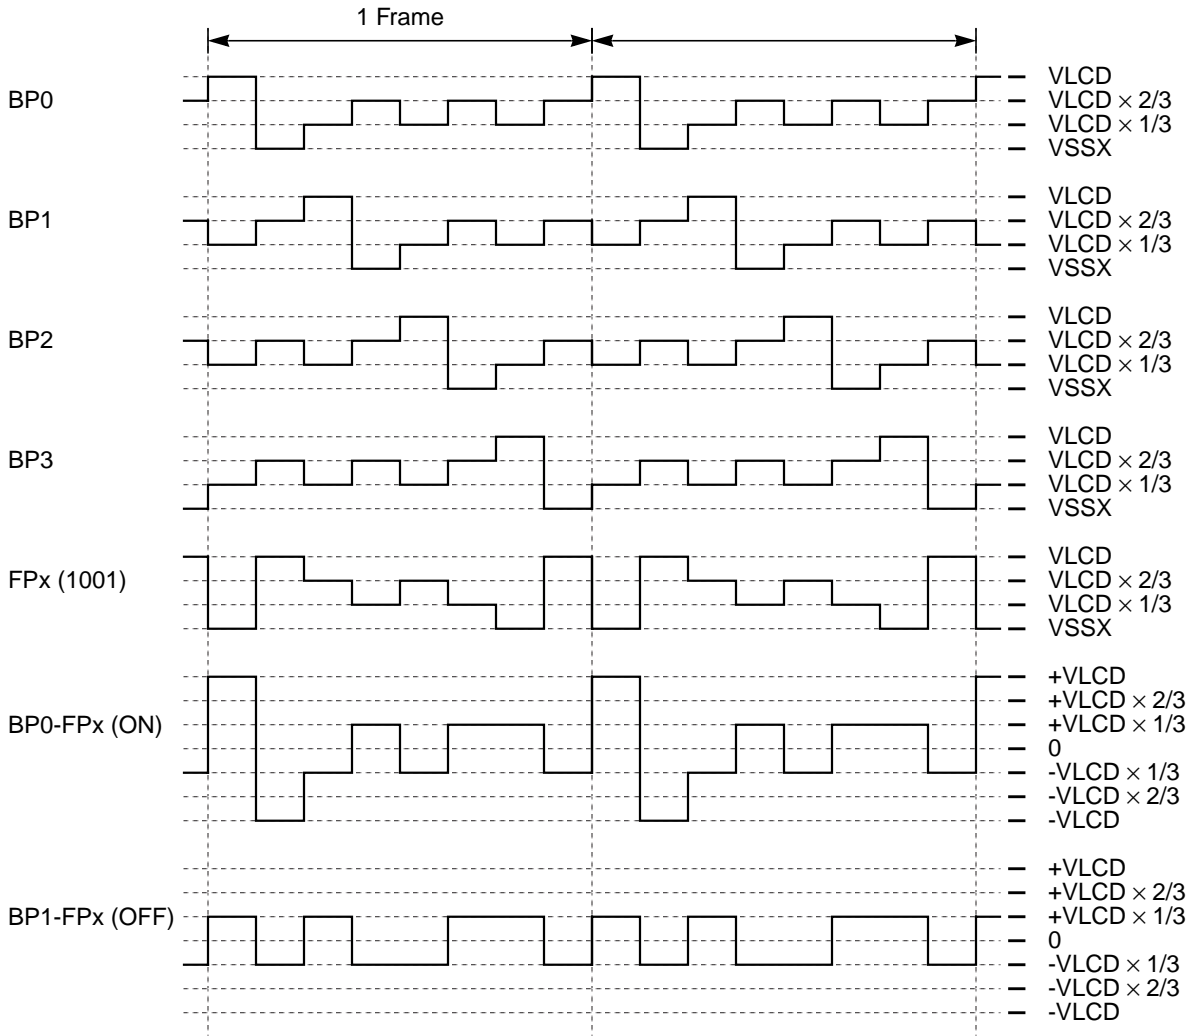 1 Frame
BP0
VLCD
VLCD × 2/3
VLCD × 1/3
VSSX
BP1
VLCD
VLCD × 2/3
VLCD × 1/3
VSSX
BP2
VLCD
VLCD × 2/3
VLCD × 1/3
VSSX
BP3
VLCD
VLCD × 2/3
VLCD × 1/3
VSSX
FPx (1001)
VLCD
VLCD × 2/3
VLCD × 1/3
VSSX
BP0-FPx (ON)
+VLCD
+VLCD × 2/3
+VLCD × 1/3
0
-VLCD × 1/3
-VLCD × 2/3
-VLCD
BP1-FPx (OFF)
+VLCD
+VLCD × 2/3
+VLCD × 1/3
0
-VLCD × 1/3
-VLCD × 2/3
-VLCD